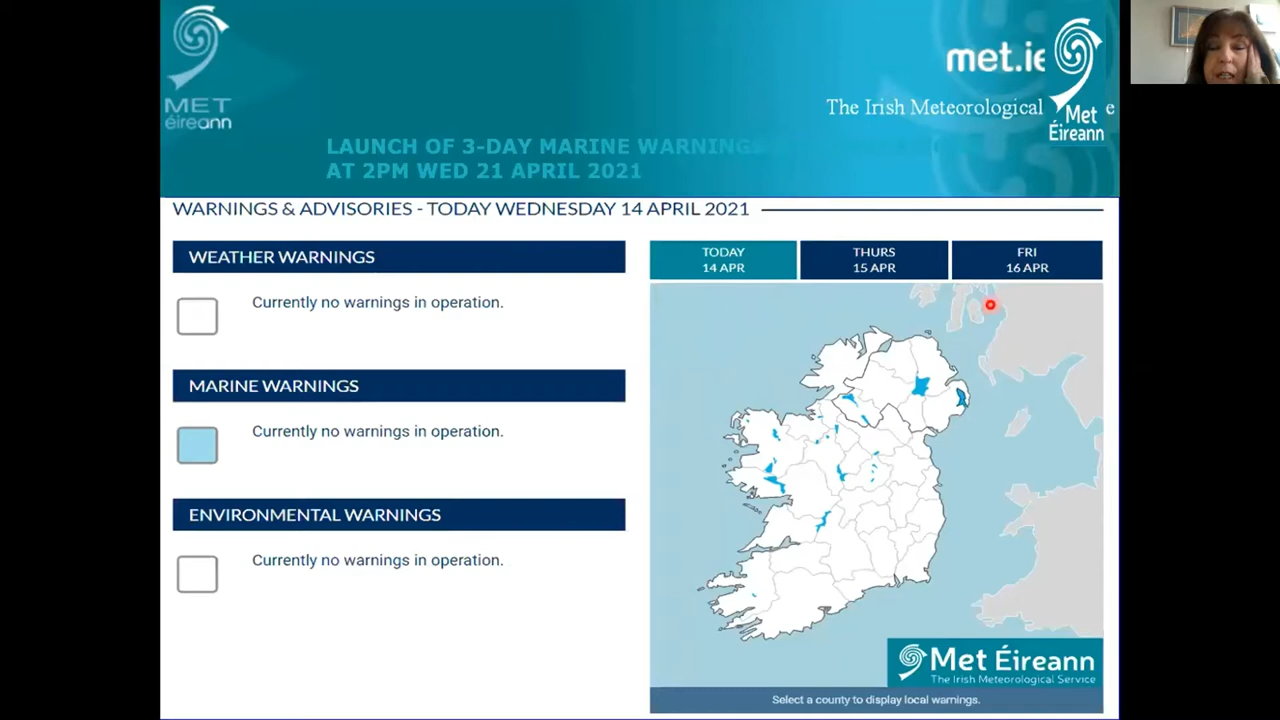 MET
éireann
met.ie
The Irish Meteorological
e
Met
Éireann
LAUNCH OF 3-DAY MARINE WARNINGS
AT 2PM WED 21 APRIL 2021
WARNINGS & ADVISORIES - TODAY WEDNESDAY 14 APRIL 2021
WEATHER WARNINGS
Currently no warnings in operation.
MARINE WARNINGS
Currently no warnings in operation.
ENVIRONMENTAL WARNINGS
Currently no warnings in operation.
TODAY
14 APR
THURS
15 APR
FRI
16 APR
Met Éireann
The Irish Meteorological Service
Select a county to display local warnings.